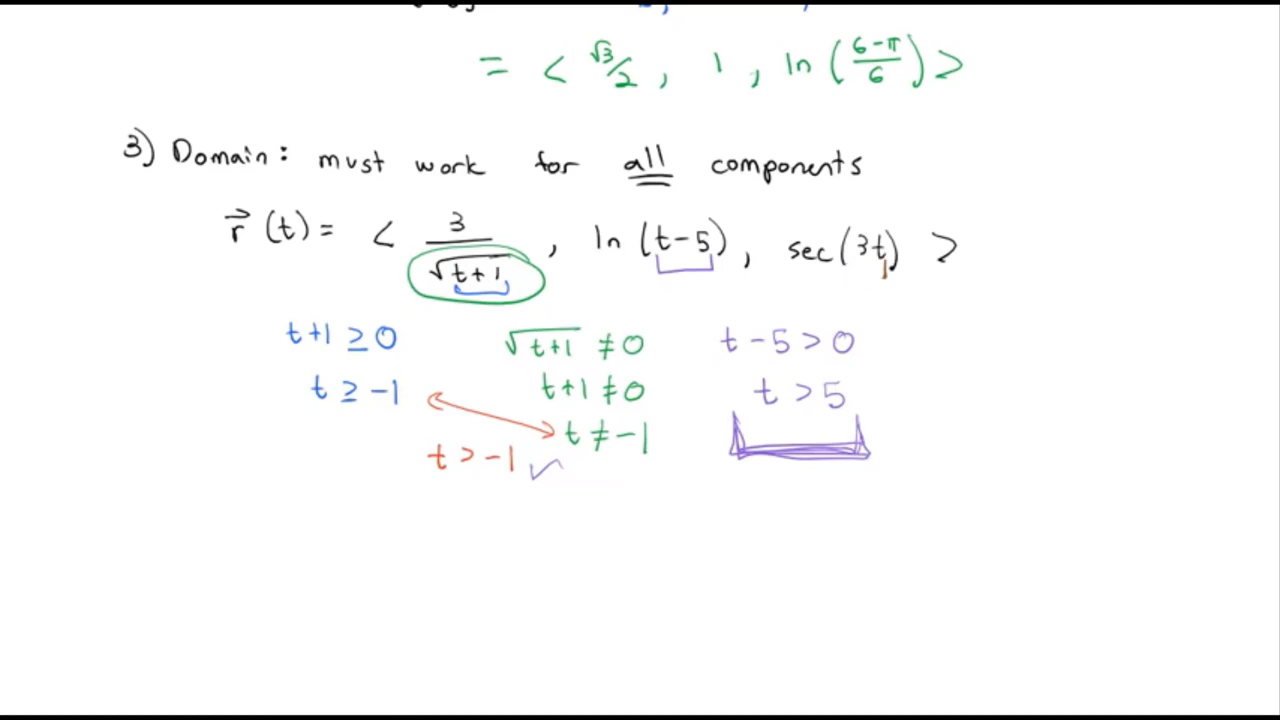 = < √3/2 , 1 , ln ( (6-π)/6 ) >
3) Domain: must work for all components
r⃗ (t) = < 3/√(t+1) , ln (t-5) , sec(3t) >
t+1 ≥ 0 √(t+1) ≠ 0 t - 5 > 0
t ≥ -1 t+1 ≠ 0 t > 5
t ≠ -1
t > -1 ✓